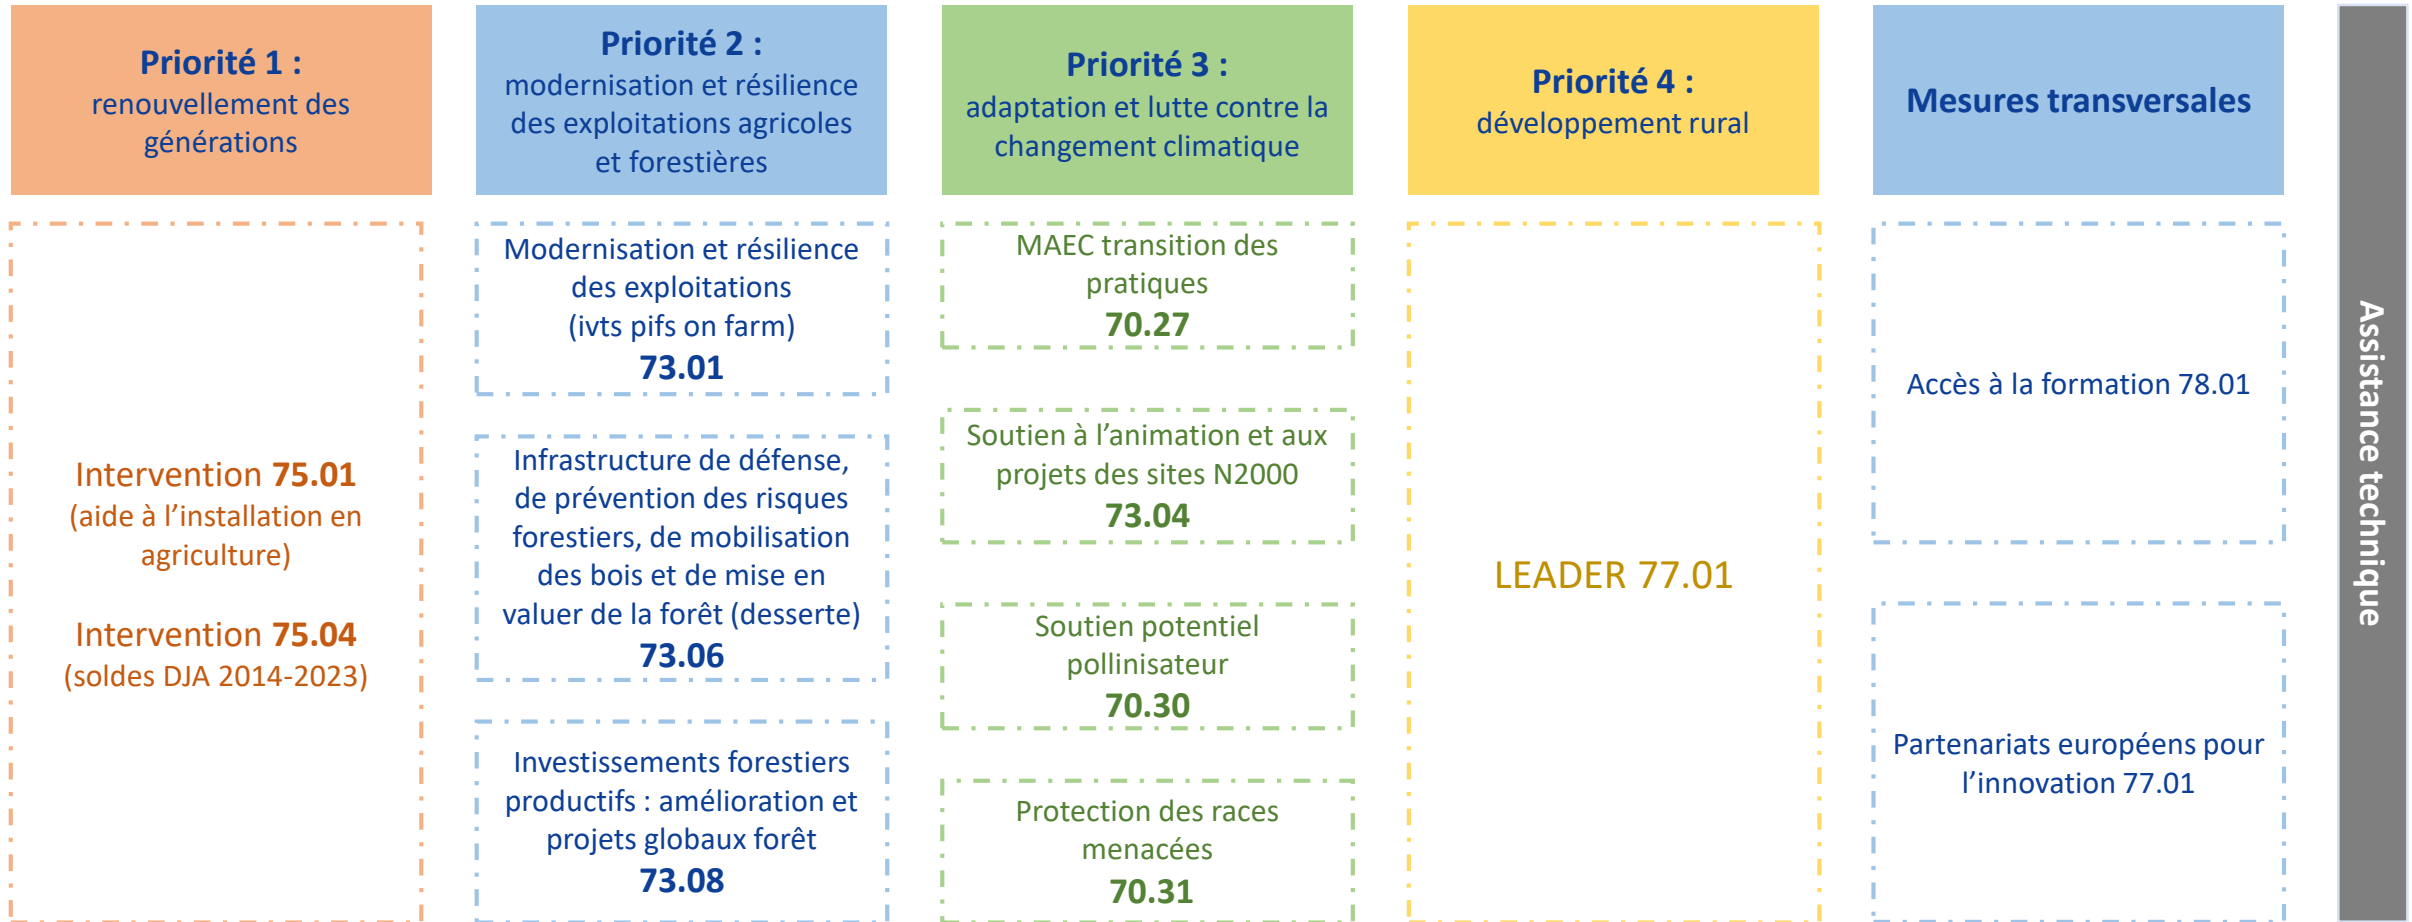 Priorité 1 :
renouvellement des
générations
Intervention 75.01
(aide à l’installation en
agriculture)
Intervention 75.04
(soldes DJA 2014-2023)
Priorité 2 :
modernisation et résilience
des exploitations agricoles
et forestières
Modernisation et résilience
des exploitations
(ivts pifs on farm)
73.01
Infrastructure de défense,
de prévention des risques
forestiers, de mobilisation
des bois et de mise en
valuer de la forêt (desserte)
73.06
Investissements forestiers
productifs : amélioration et
projets globaux forêt
73.08
Priorité 3 :
adaptation et lutte contre la
changement climatique
MAEC transition des
pratiques
70.27
Soutien à l’animation et aux
projets des sites N2000
73.04
Soutien potentiel
pollinisateur
70.30
Protection des races
menacées
70.31
Priorité 4 :
développement rural
LEADER 77.01
Mesures transversales
Accès à la formation 78.01
Partenariats européens pour
l’innovation 77.01
Assistance technique